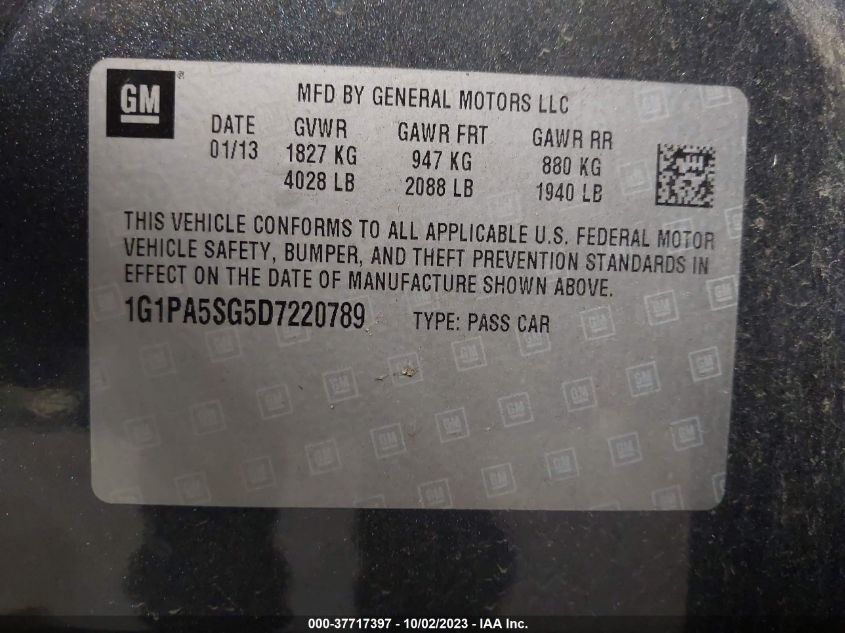 GM
MFD BY GENERAL MOTORS LLC
DATE GVWR GAWR FRT GAWR RR
01/13 1827 KG 947 KG 880 KG
4028 LB 2088 LB 1940 LB
THIS VEHICLE CONFORMS TO ALL APPLICABLE U.S. FEDERAL MOTOR
VEHICLE SAFETY, BUMPER, AND THEFT PREVENTION STANDARDS IN
EFFECT ON THE DATE OF MANUFACTURE SHOWN ABOVE.
1G1PA5SG5D7220789 TYPE: PASS CAR
000-37717397 - 10/02/2023 - IAA Inc.